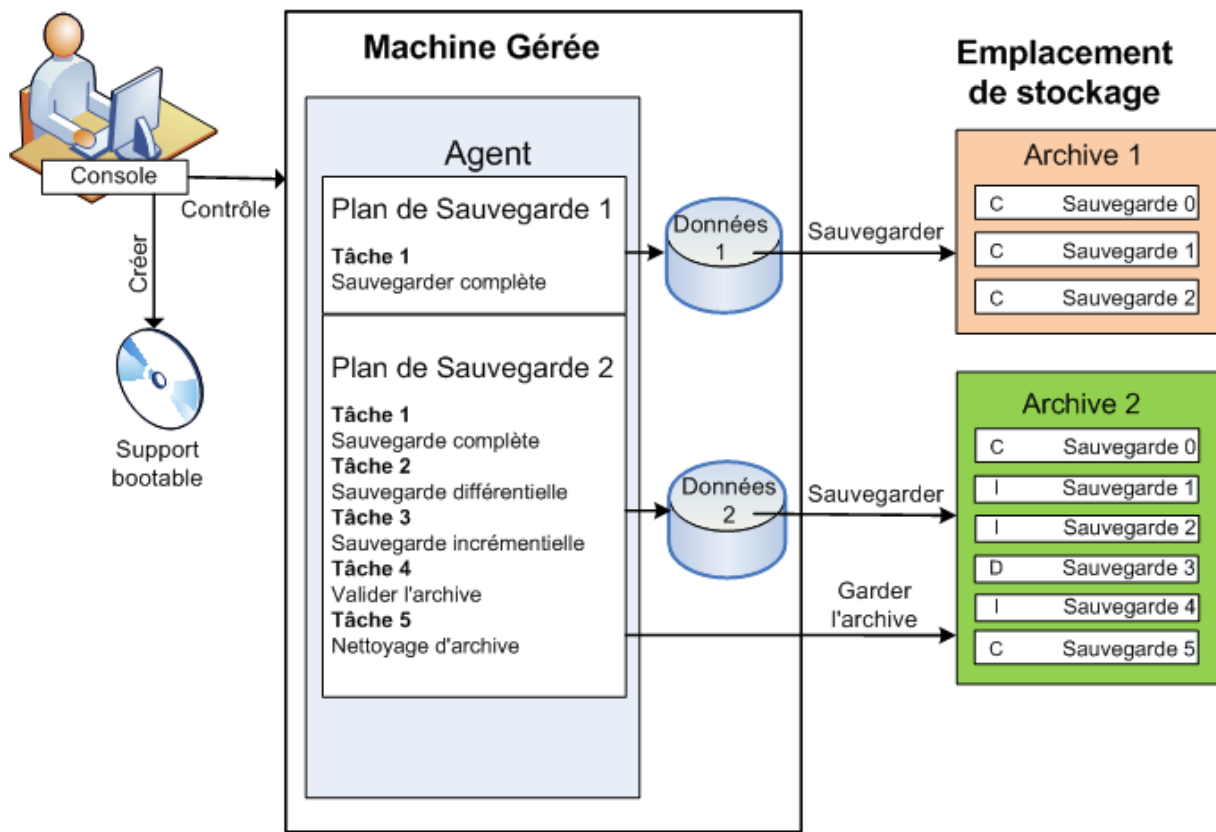 Machine Gérée
Emplacement
de stockage
Console
Contrôle
Créer
Support
bootable
Agent
Plan de Sauvegarde 1
Tâche 1
Sauvegarder complète
Plan de Sauvegarde 2
Tâche 1
Sauvegarde complète
Tâche 2
Sauvegarde différentielle
Tâche 3
Sauvegarde incrémentielle
Tâche 4
Valider l'archive
Tâche 5
Nettoyage d'archive
Données
1
Sauvegarder
Données
2
Sauvegarder
Garder
l'archive
Archive 1
C Sauvegarde 0
C Sauvegarde 1
C Sauvegarde 2
Archive 2
C Sauvegarde 0
I Sauvegarde 1
I Sauvegarde 2
D Sauvegarde 3
I Sauvegarde 4
C Sauvegarde 5